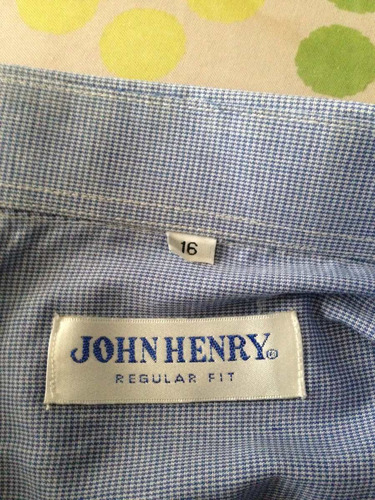 16
JOHN HENRY®
REGULAR FIT